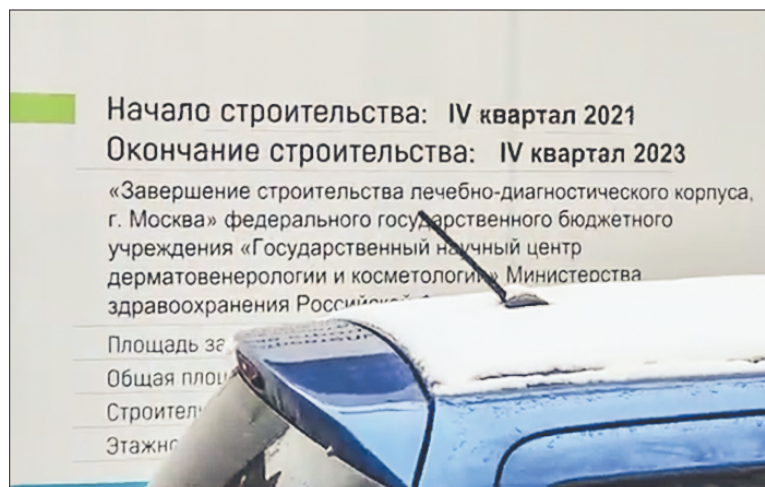 Начало строительства: IV квартал 2021
Окончание строительства: IV квартал 2023
«Завершение строительства лечебно-диагностического корпуса,
г. Москва» федерального государственного бюджетного
учреждения «Государственный научный центр
дерматовенерологии и косметологии» Министерства
здравоохранения Российской
Площадь
Общая